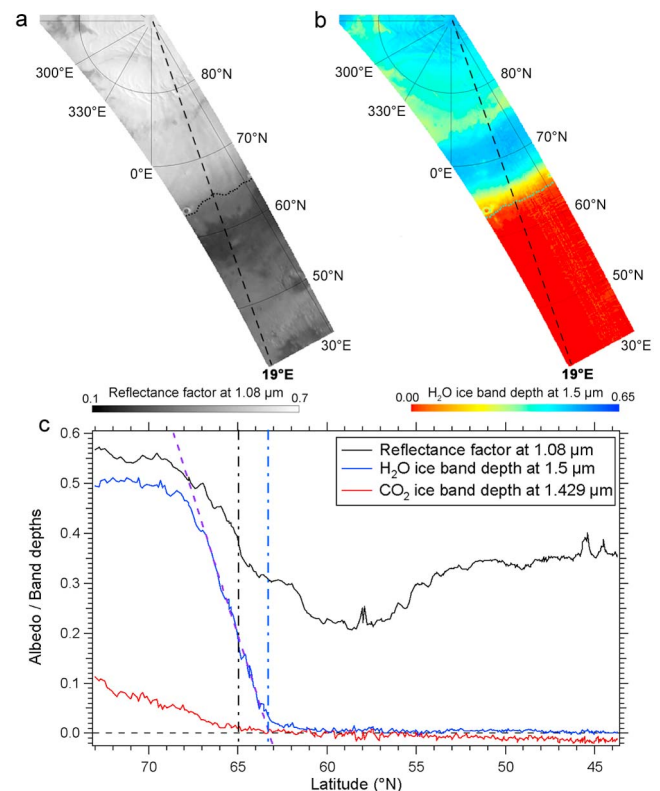 a
300°E
330°E
0°E
80°N
70°N
60°N
50°N
30°E
19°E
Reflectance factor at 1.08 µm
0.1
0.7
b
300°E
330°E
0°E
80°N
70°N
60°N
50°N
30°E
19°E
H₂O ice band depth at 1.5 µm
0.00
0.65
c
Reflectance factor at 1.08 µm
H₂O ice band depth at 1.5 µm
CO₂ ice band depth at 1.429 µm
Albedo / Band depths
0.6
0.5
0.4
0.3
0.2
0.1
0.0
70
65
60
55
50
45
Latitude (°N)